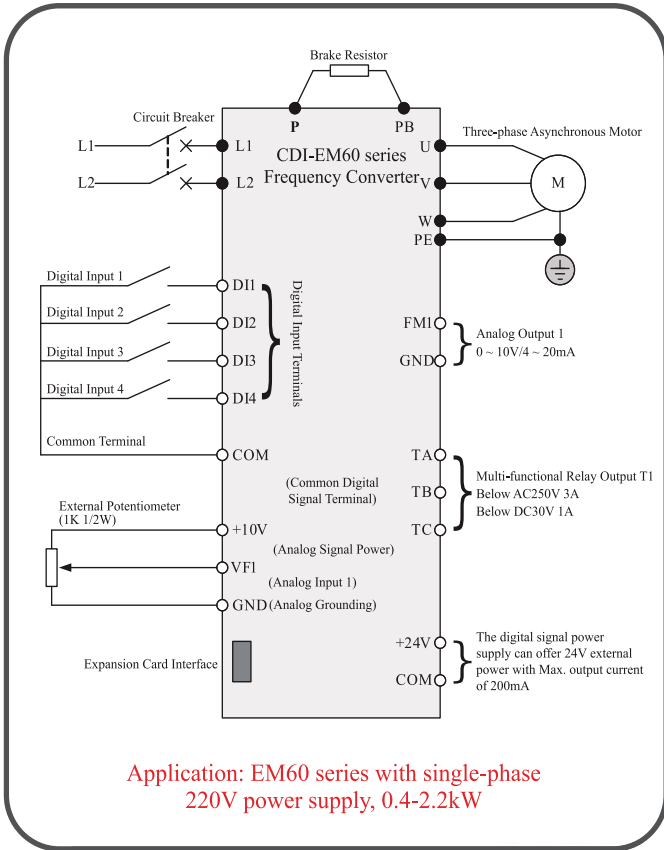 Brake Resistor
Circuit Breaker
P
PB
Three-phase Asynchronous Motor
L1
L1
CDI-EM60 series
Frequency Converter
U
L2
L2
V
M
W
PE
Digital Input 1
DI1
Digital Input 2
DI2
Digital Input 3
DI3
Digital Input 4
DI4
Digital Input Terminals
FM1
GND
Analog Output 1
0 ~ 10V/4 ~ 20mA
Common Terminal
COM
(Common Digital
Signal Terminal)
TA
TB
TC
Multi-functional Relay Output T1
Below AC250V 3A
Below DC30V 1A
External Potentiometer
(1K 1/2W)
+10V
(Analog Signal Power)
VF1
(Analog Input 1)
GND (Analog Grounding)
Expansion Card Interface
+24V
COM
The digital signal power
supply can offer 24V external
power with Max. output current
of 200mA
Application: EM60 series with single-phase
220V power supply, 0.4-2.2kW